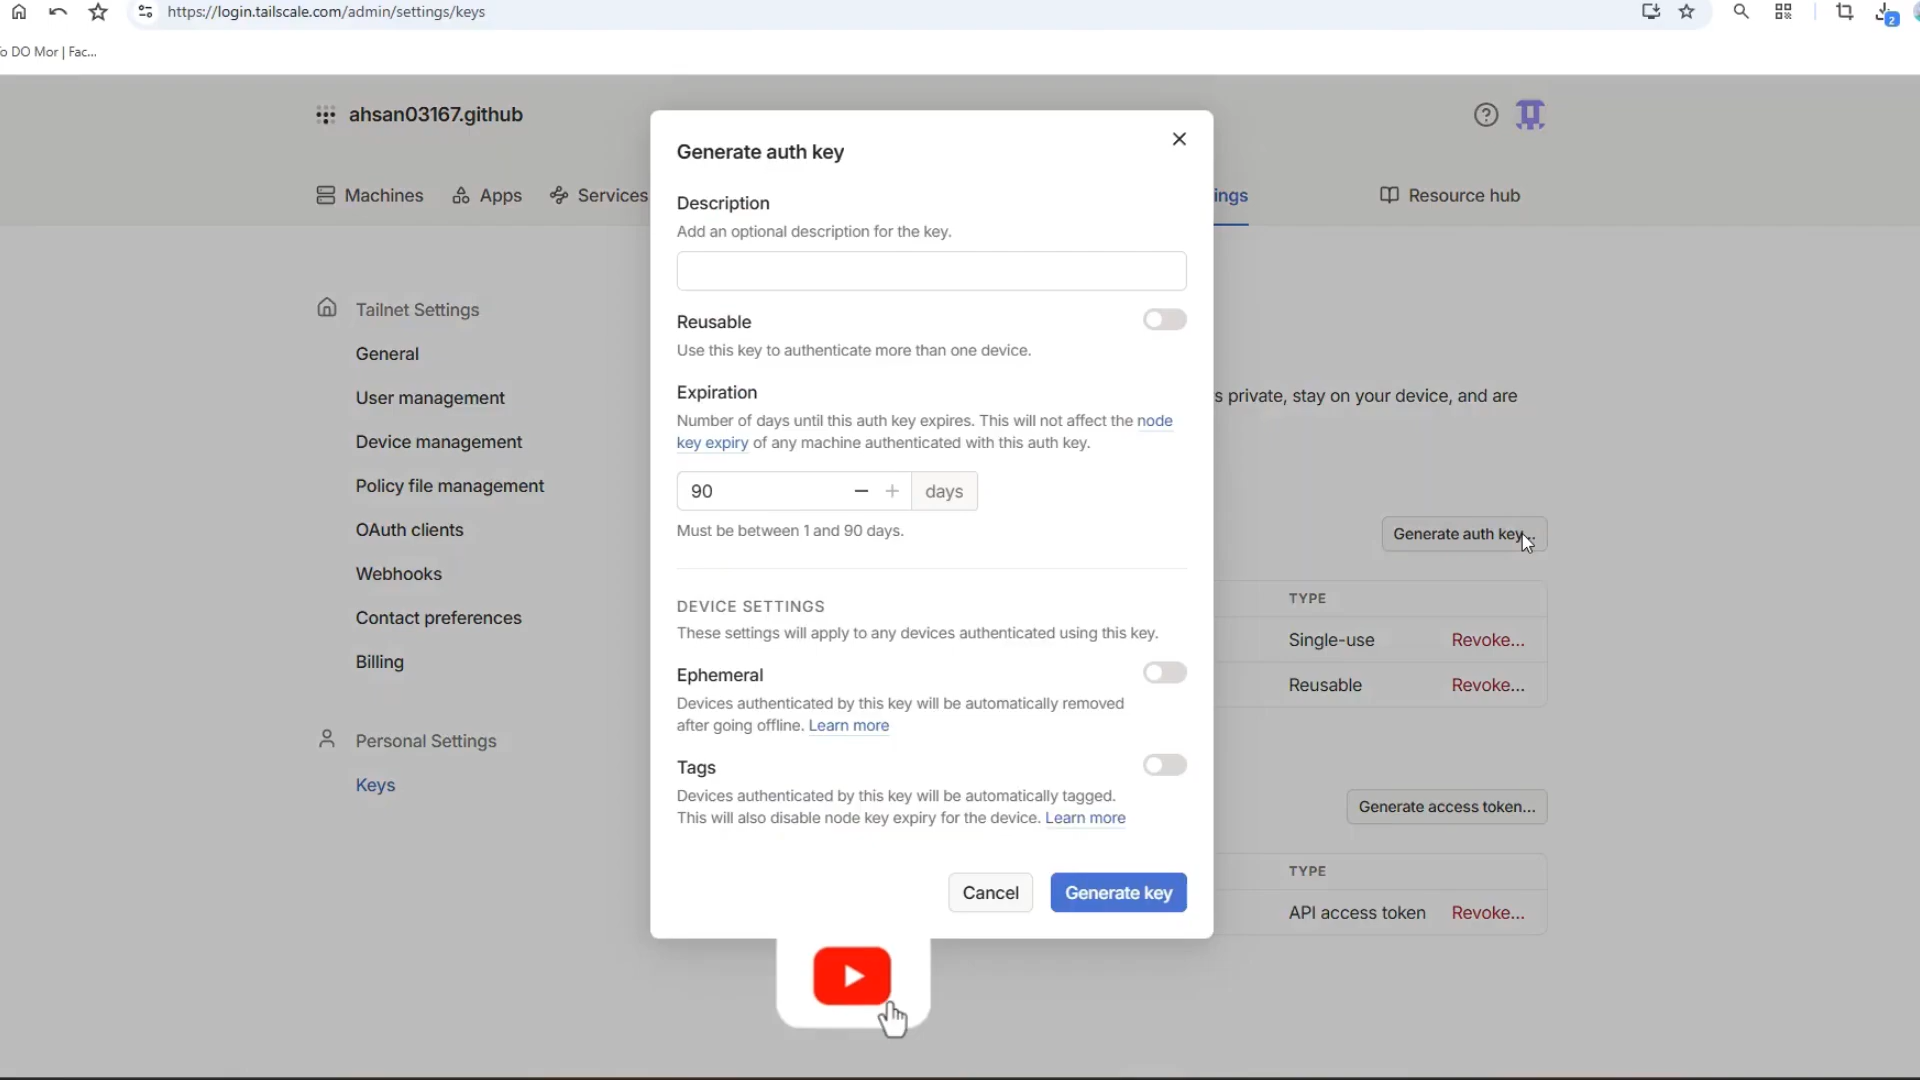 https://login.tailscale.com/admin/settings/keys
2
o DO Mor | Fac...
ahsan03167.github
Machines
Apps
Services
ings
Resource hub
Generate auth key
Description
Add an optional description for the key.
Reusable
Use this key to authenticate more than one device.
Expiration
Number of days until this auth key expires. This will not affect the node
key expiry of any machine authenticated with this auth key.
90
days
Must be between 1 and 90 days.
DEVICE SETTINGS
These settings will apply to any devices authenticated using this key.
Ephemeral
Devices authenticated by this key will be automatically removed
after going offline. Learn more
Tags
Devices authenticated by this key will be automatically tagged.
This will also disable node key expiry for the device. Learn more
Cancel
Generate key
Tailnet Settings
General
User management
Device management
Policy file management
OAuth clients
Webhooks
Contact preferences
Billing
Personal Settings
Keys
s private, stay on your device, and are
Generate auth key...
TYPE
Single-use
Revoke...
Reusable
Revoke...
Generate access token...
TYPE
API access token
Revoke...